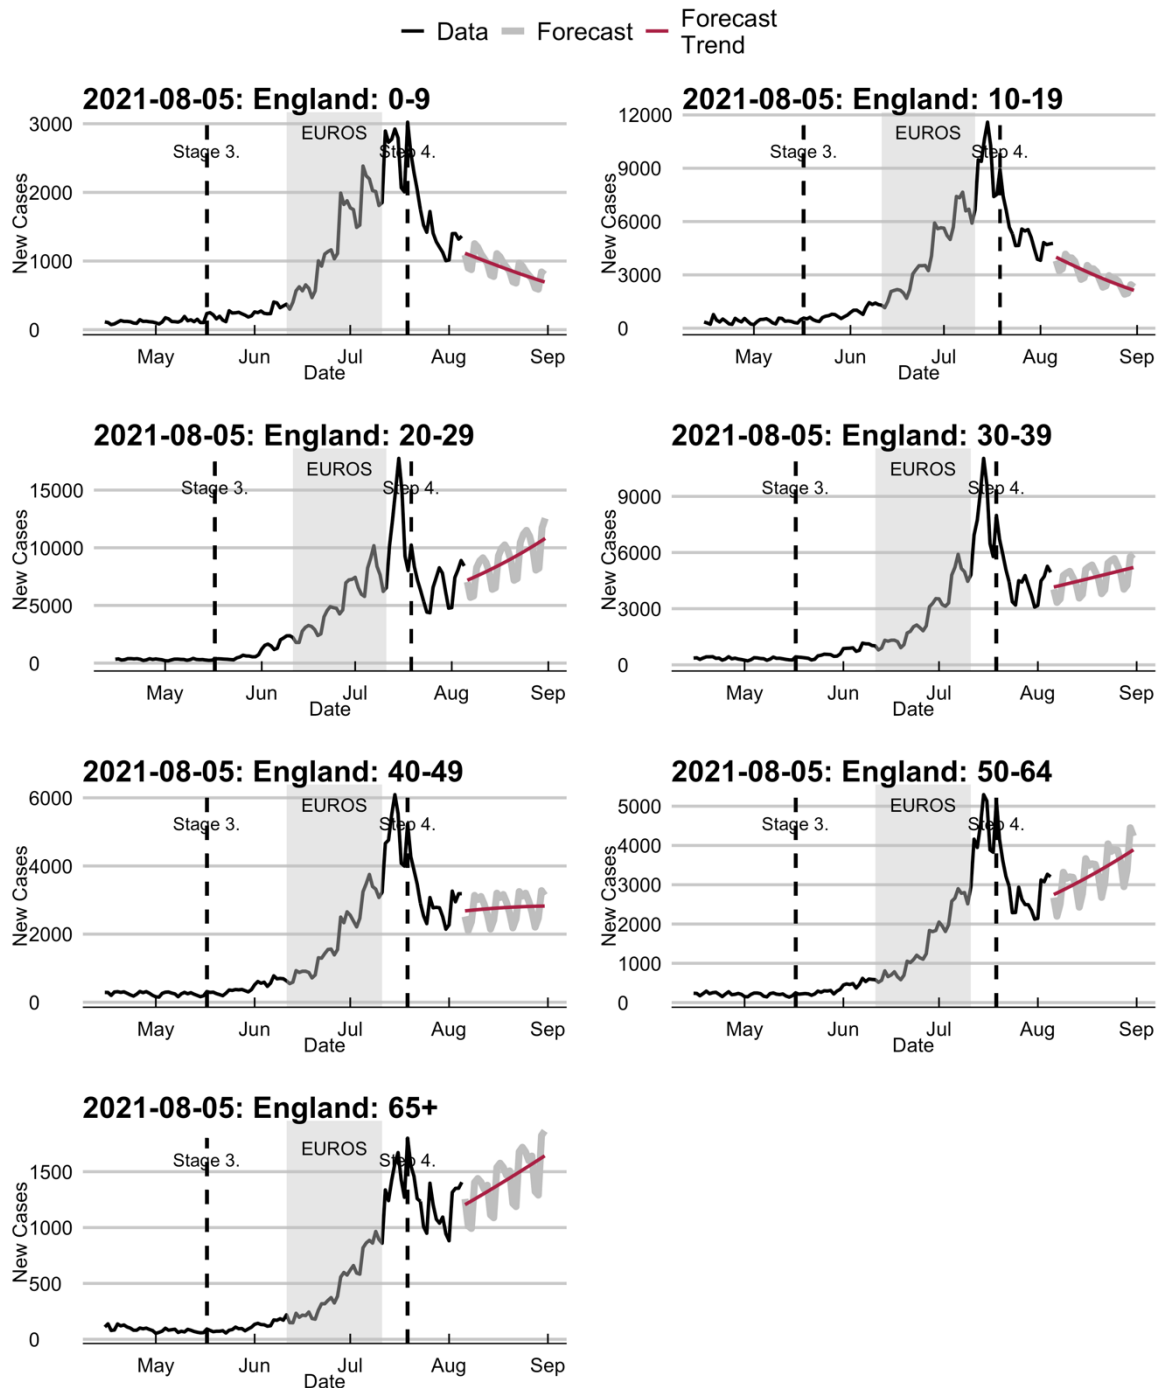 Data Forecast Forecast Trend
2021-08-05: England: 0-9
3000
2000
1000
0
New Cases
EUROS
Stage 3.
Step 4.
May Jun Jul Aug Sep
Date
2021-08-05: England: 10-19
12000
9000
6000
3000
0
New Cases
EUROS
Stage 3.
Step 4.
May Jun Jul Aug Sep
Date
2021-08-05: England: 20-29
15000
10000
5000
0
New Cases
EUROS
Stage 3.
Step 4.
May Jun Jul Aug Sep
Date
2021-08-05: England: 30-39
9000
6000
3000
0
New Cases
EUROS
Stage 3.
Step 4.
May Jun Jul Aug Sep
Date
2021-08-05: England: 40-49
6000
4000
2000
0
New Cases
EUROS
Stage 3.
Step 4.
May Jun Jul Aug Sep
Date
2021-08-05: England: 50-64
5000
4000
3000
2000
1000
0
New Cases
EUROS
Stage 3.
Step 4.
May Jun Jul Aug Sep
Date
2021-08-05: England: 65+
1500
1000
500
0
New Cases
EUROS
Stage 3.
Step 4.
May Jun Jul Aug Sep
Date